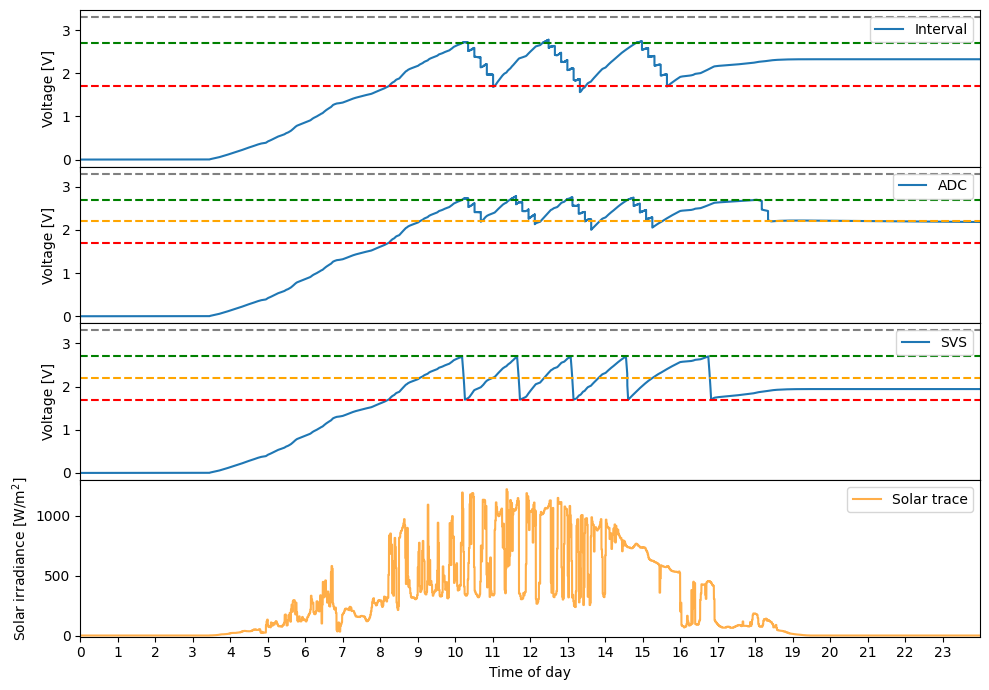 Voltage [V]
3
2
1
0
Interval
Voltage [V]
3
2
1
0
ADC
Voltage [V]
3
2
1
0
SVS
Solar irradiance [W/m²]
1000
500
0
Solar trace
0 1 2 3 4 5 6 7 8 9 10 11 12 13 14 15 16 17 18 19 20 21 22 23
Time of day